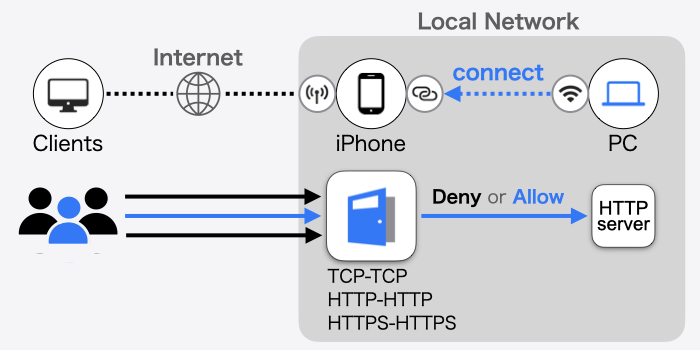 Local Network
Internet
connect
Clients
iPhone
PC
Deny or Allow
HTTP
server
TCP-TCP
HTTP-HTTP
HTTPS-HTTPS